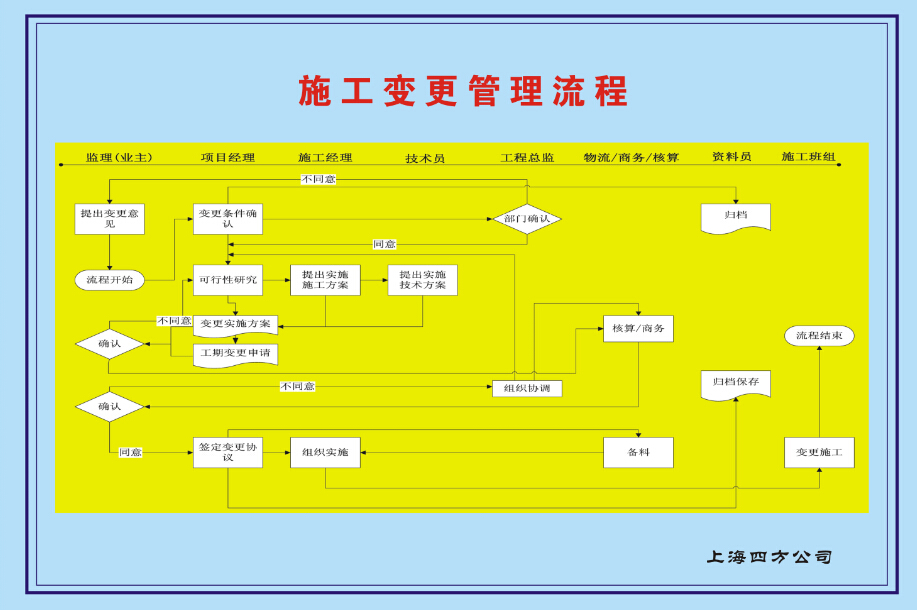 施工变更管理流程
监理(业主) 项目经理 施工经理 技术员 工程总监 物流/商务/核算 资料员 施工班组
不同意
提出变更意
见
变更条件确
认
部门确认
归档
同意
流程开始
可行性研究
提出实施
施工方案
提出实施
技术方案
不同意
变更实施方案
核算/商务
流程结束
确认
工期变更申请
不同意
组织协调
归档保存
确认
同意
签定变更协
议
组织实施
备料
变更施工
上海四方公司